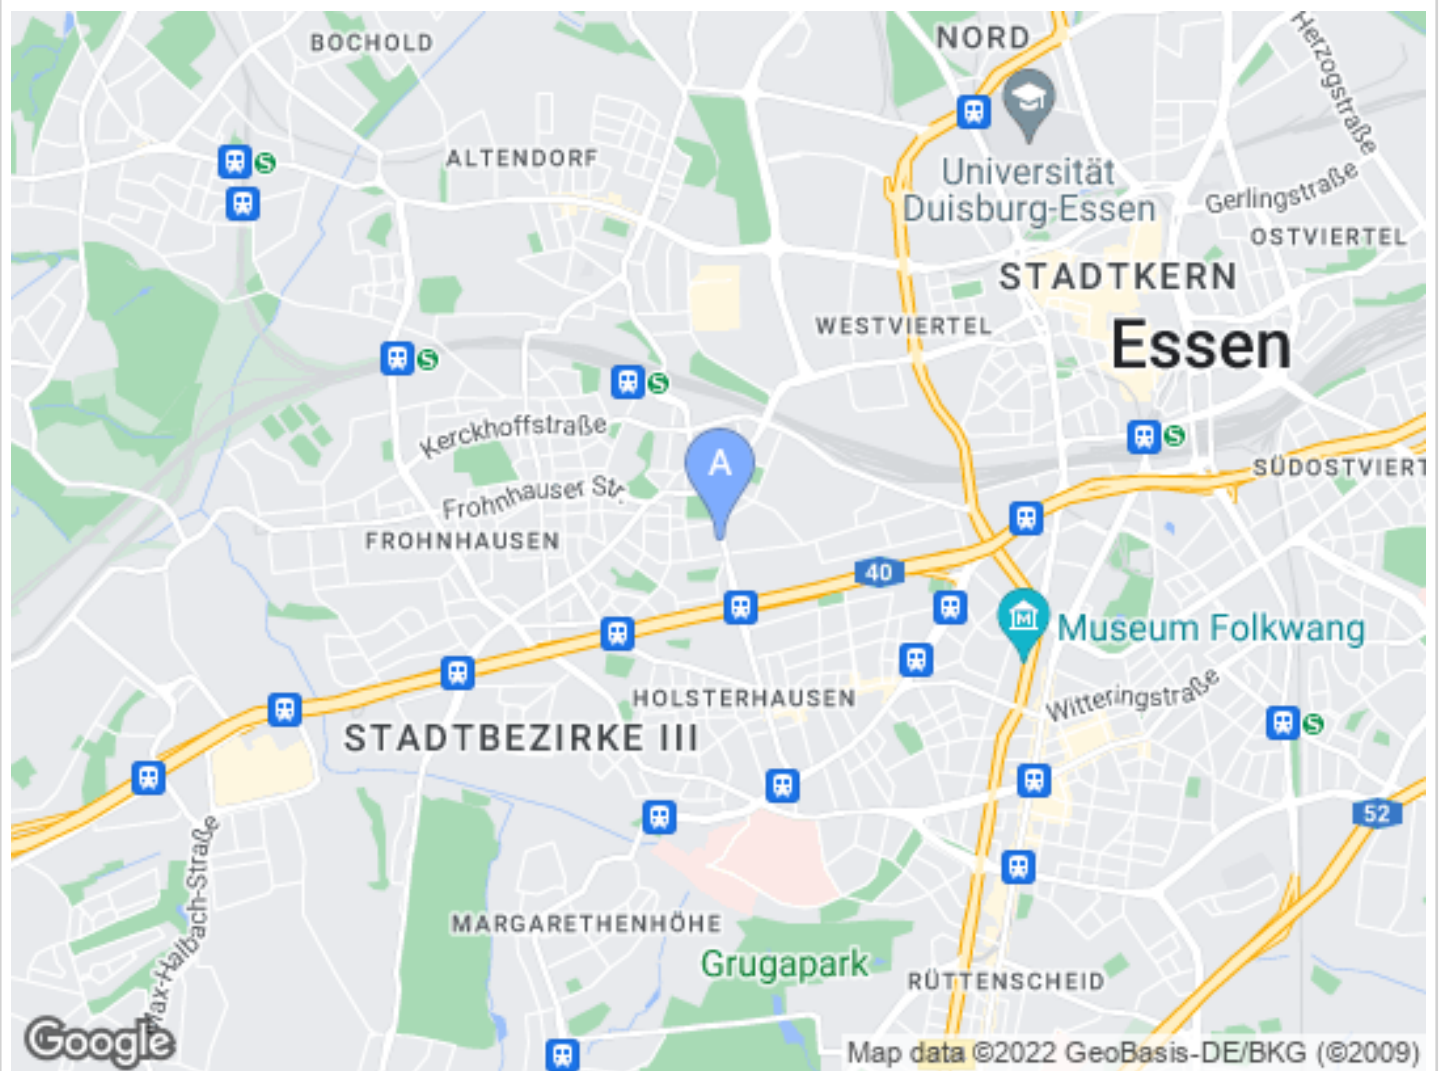 BOCHOLD
NORD
Herzogstraße
ALTENDORF
S
Universität
Duisburg-Essen
Gerlingstraße
OSTVIERTEL
STADTKERN
WESTVIERTEL
Essen
S
S
Kerckhoffstraße
A
S
SÜDOSTVIERT
Frohnhauser Str.
FROHNHAUSEN
40
M
Museum Folkwang
HOLSTERHAUSEN
Witteringstraße
S
STADTBEZIRKE III
52
Max-Halbach-Straße
MARGARETHENHÖHE
Grugapark
RÜTTENSCHEID
Google
Map data ©2022 GeoBasis-DE/BKG (©2009)